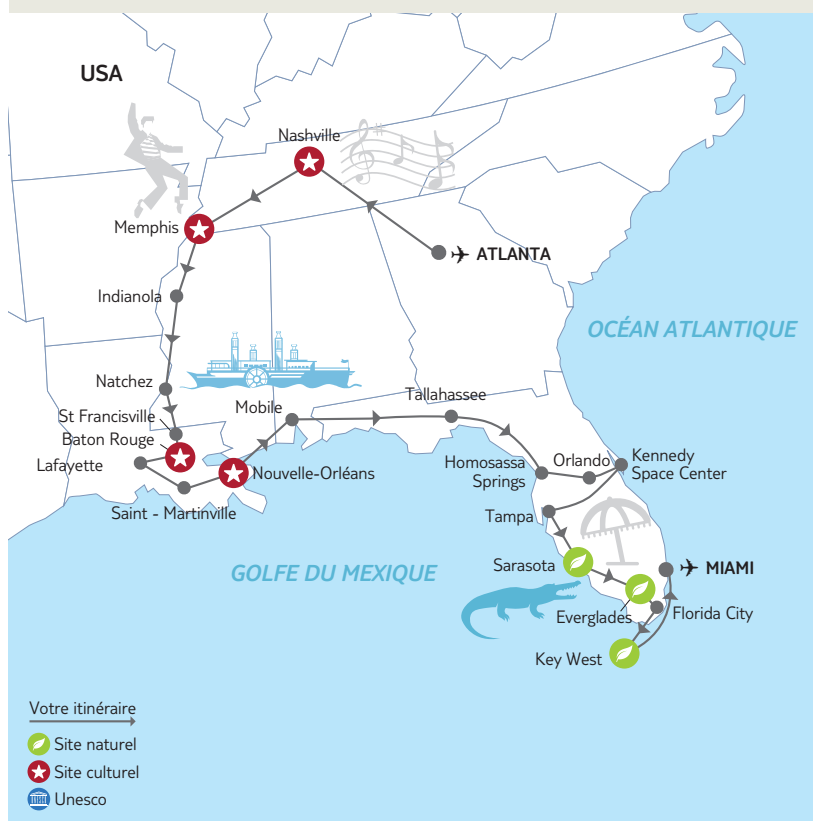 USA
Nashville
Memphis
ATLANTA
Indianola
OCÉAN ATLANTIQUE
Natchez
Tallahassee
St Francisville
Mobile
Baton Rouge
Lafayette
Nouvelle-Orléans
Saint - Martinville
Homosassa
Springs
Orlando
Kennedy
Space Center
Tampa
GOLFE DU MEXIQUE
Sarasota
MIAMI
Everglades
Florida City
Key West
Votre itinéraire
Site naturel
Site culturel
Unesco